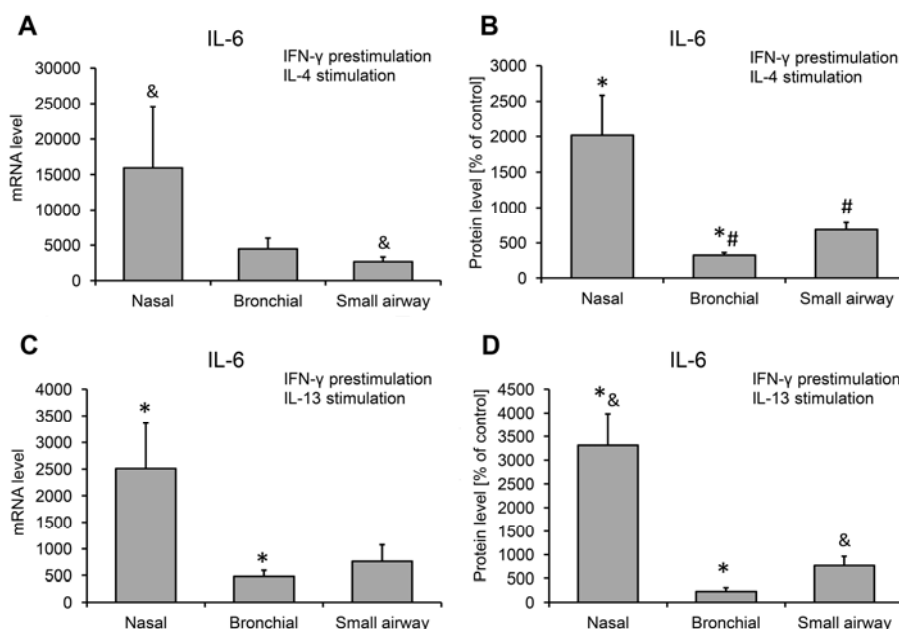 A
IL-6
IFN-γ prestimulation
IL-4 stimulation
mRNA level
30000
25000
20000
15000
10000
5000
0
&
&
Nasal
Bronchial
Small airway
B
IL-6
IFN-γ prestimulation
IL-4 stimulation
Protein level [% of control]
3000
2500
2000
1500
1000
500
0
*
*#
#
Nasal
Bronchial
Small airway
C
IL-6
IFN-γ prestimulation
IL-13 stimulation
mRNA level
4000
3500
3000
2500
2000
1500
1000
500
0
*
*
Nasal
Bronchial
Small airway
D
IL-6
IFN-γ prestimulation
IL-13 stimulation
Protein level [% of control]
4500
4000
3500
3000
2500
2000
1500
1000
500
0
*&
*
&
Nasal
Bronchial
Small airway